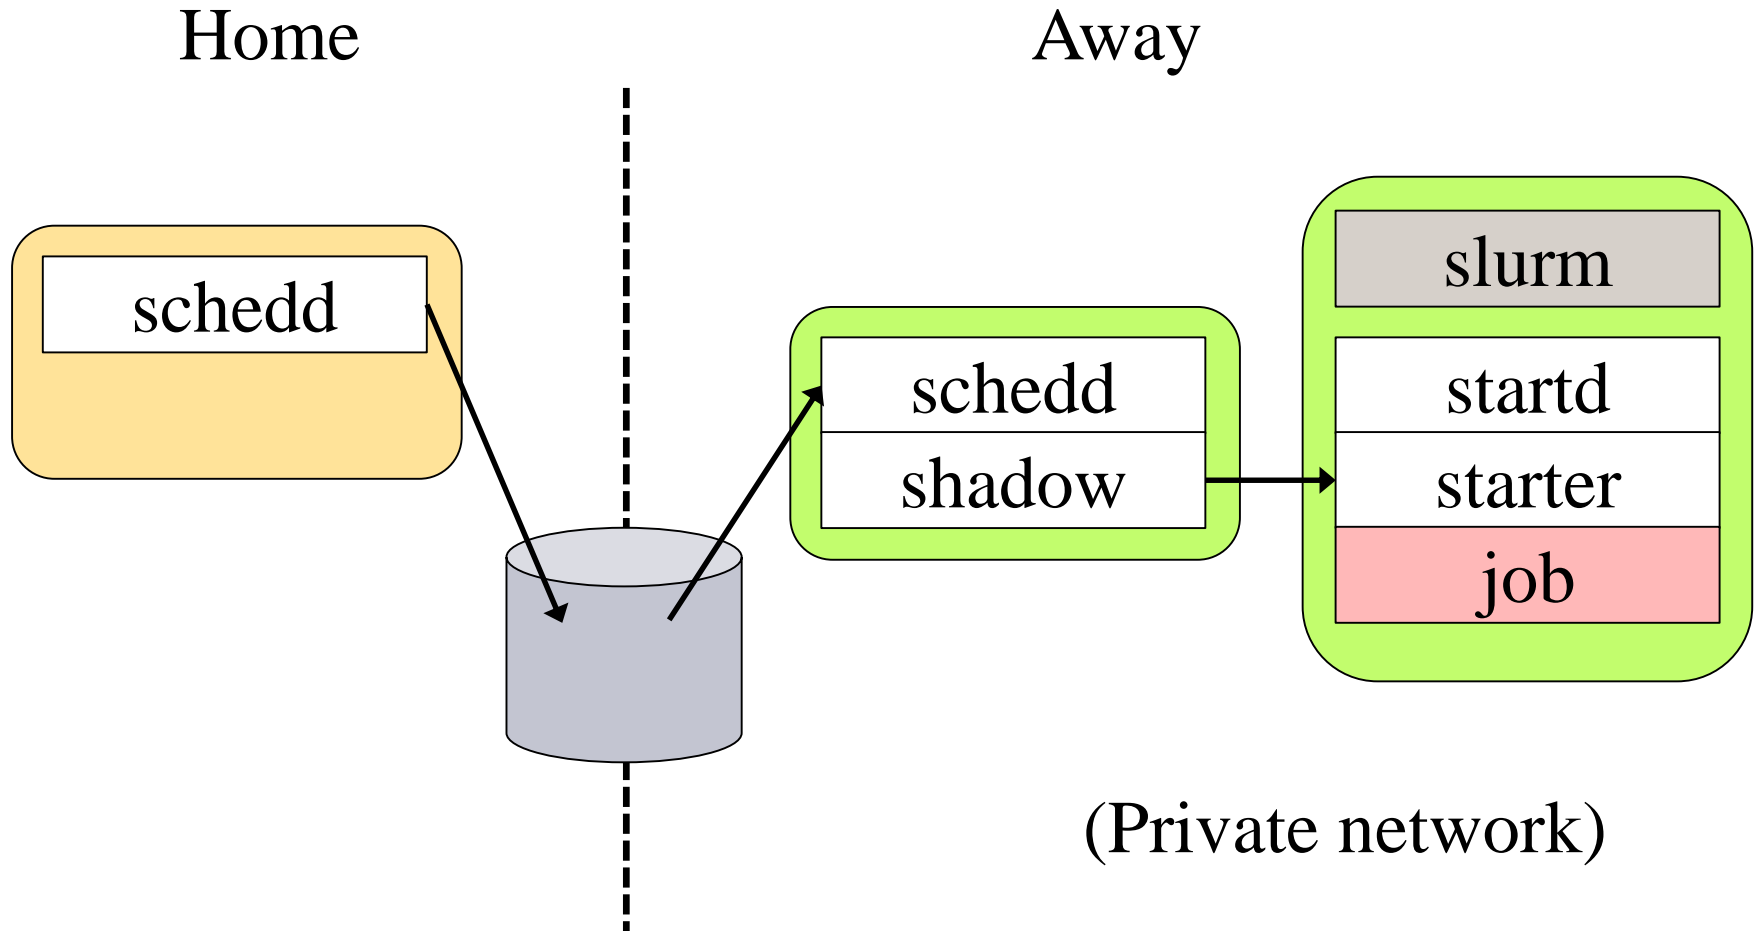 Home
Away
schedd
schedd
shadow
slurm
startd
starter
job
(Private network)